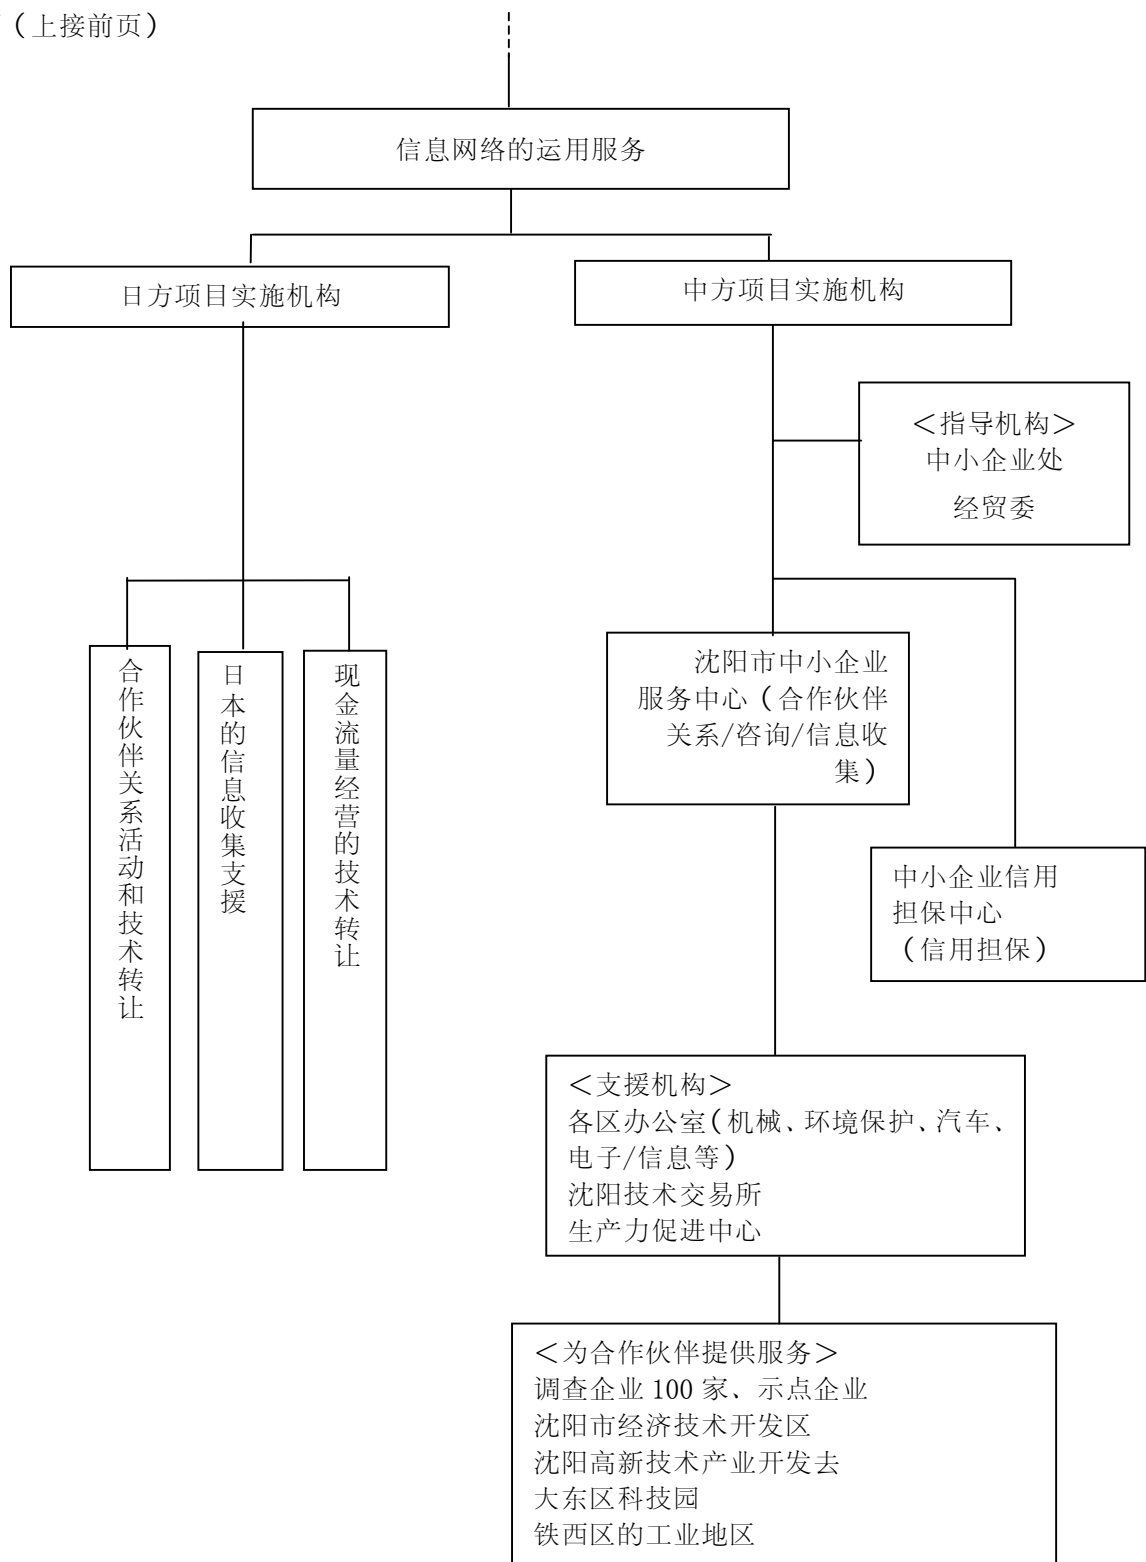 （上接前页）
信息网络的运用服务
日方项目实施机构
中方项目实施机构
＜指导机构＞
中小企业处
经贸委
合作伙伴关系活动和技术转让
日本的信息收集支援
现金流量经营的技术转让
沈阳市中小企业
服务中心（合作伙伴
关系/咨询/信息收
集）
中小企业信用
担保中心
（信用担保）
＜支援机构＞
各区办公室（机械、环境保护、汽车、
电子/信息等）
沈阳技术交易所
生产力促进中心
＜为合作伙伴提供服务＞
调查企业 100 家、示点企业
沈阳市经济技术开发区
沈阳高新技术产业开发去
大东区科技园
铁西区的工业地区